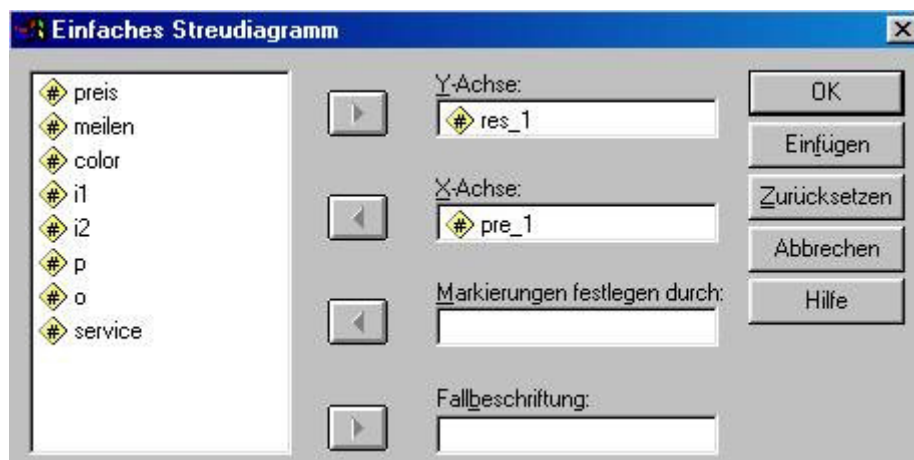 Einfaches Streudiagramm
preis
meilen
color
i1
i2
p
o
service
Y-Achse:
res_1
X-Achse:
pre_1
Markierungen festlegen durch:
Fallbeschriftung:
OK
Einfügen
Zurücksetzen
Abbrechen
Hilfe